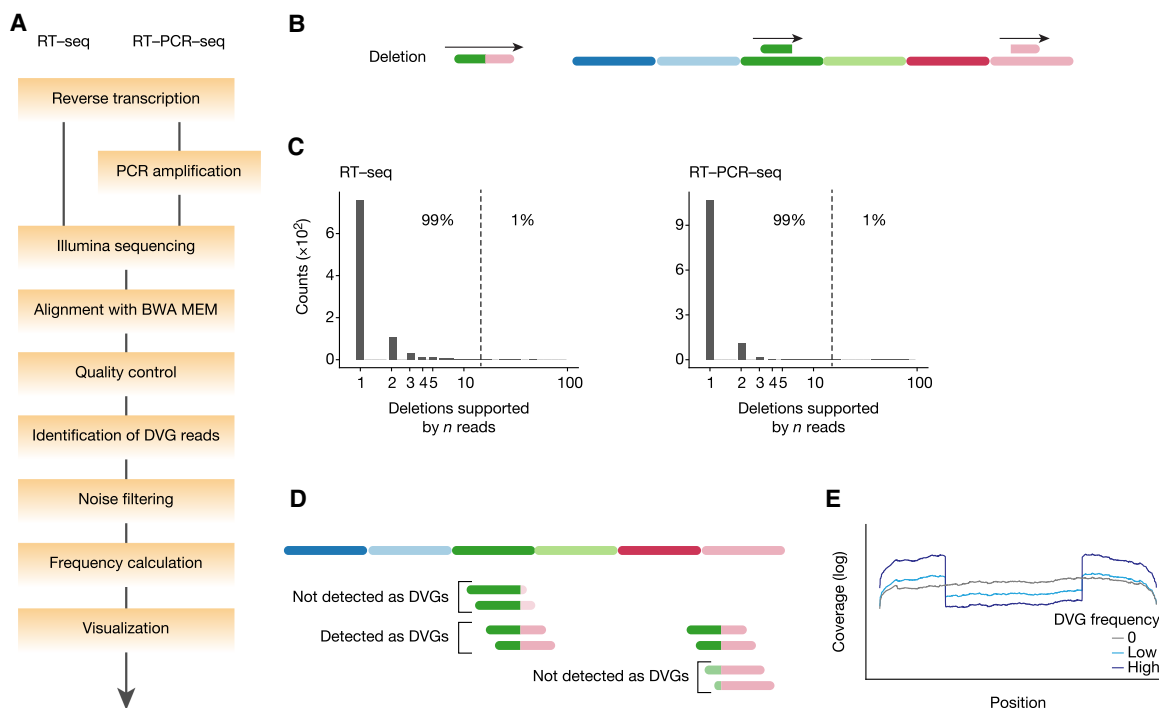 A
RT–seq
RT–PCR–seq
Reverse transcription
PCR amplification
Illumina sequencing
Alignment with BWA MEM
Quality control
Identification of DVG reads
Noise filtering
Frequency calculation
Visualization
B
Deletion
C
RT–seq
99%
1%
Counts (×10²)
6
4
2
0
1 2 3 4 5 10 100
Deletions supported
by n reads
RT–PCR–seq
99%
1%
9
6
3
0
1 2 3 4 5 10 100
Deletions supported
by n reads
D
Not detected as DVGs
Detected as DVGs
Not detected as DVGs
E
Coverage (log)
DVG frequency
0
Low
High
Position